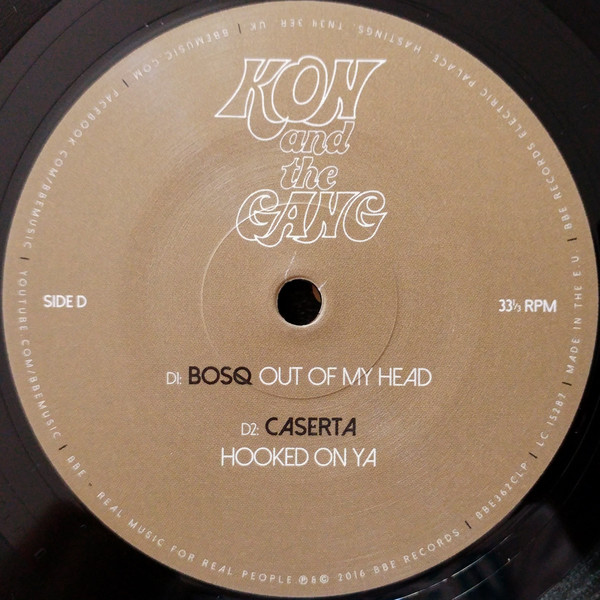 KON
and
the
GANG
SIDE D
33⅓ RPM
D1: BOSQ OUT OF MY HEAD
D2: CASERTA
HOOKED ON YA
BBE RECORDS ELECTRIC PALACE, HASTINGS, TN34 3ER, UK | BBEMUSIC.COM | FACEBOOK.COM/BBEMUSIC | YOUTUBE.COM/BBEMUSIC | BBE - REAL MUSIC FOR REAL PEOPLE ℗&© 2016 BBE RECORDS | BBE362CLP | LC 15287 | MADE IN THE E.U. |